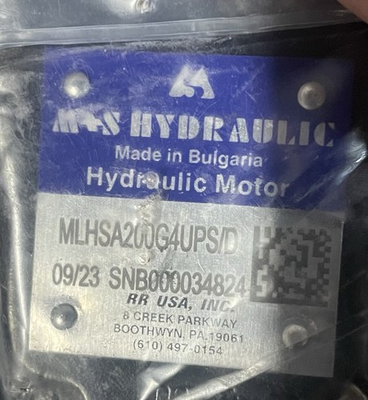 M+S HYDRAULIC
Made in Bulgaria
Hydraulic Motor
MLHSA200G4UPS/D
09/23 SNB000034824
RR USA, INC.
8 CREEK PARKWAY
BOOTHWYN, PA.19061
(610) 497-0154